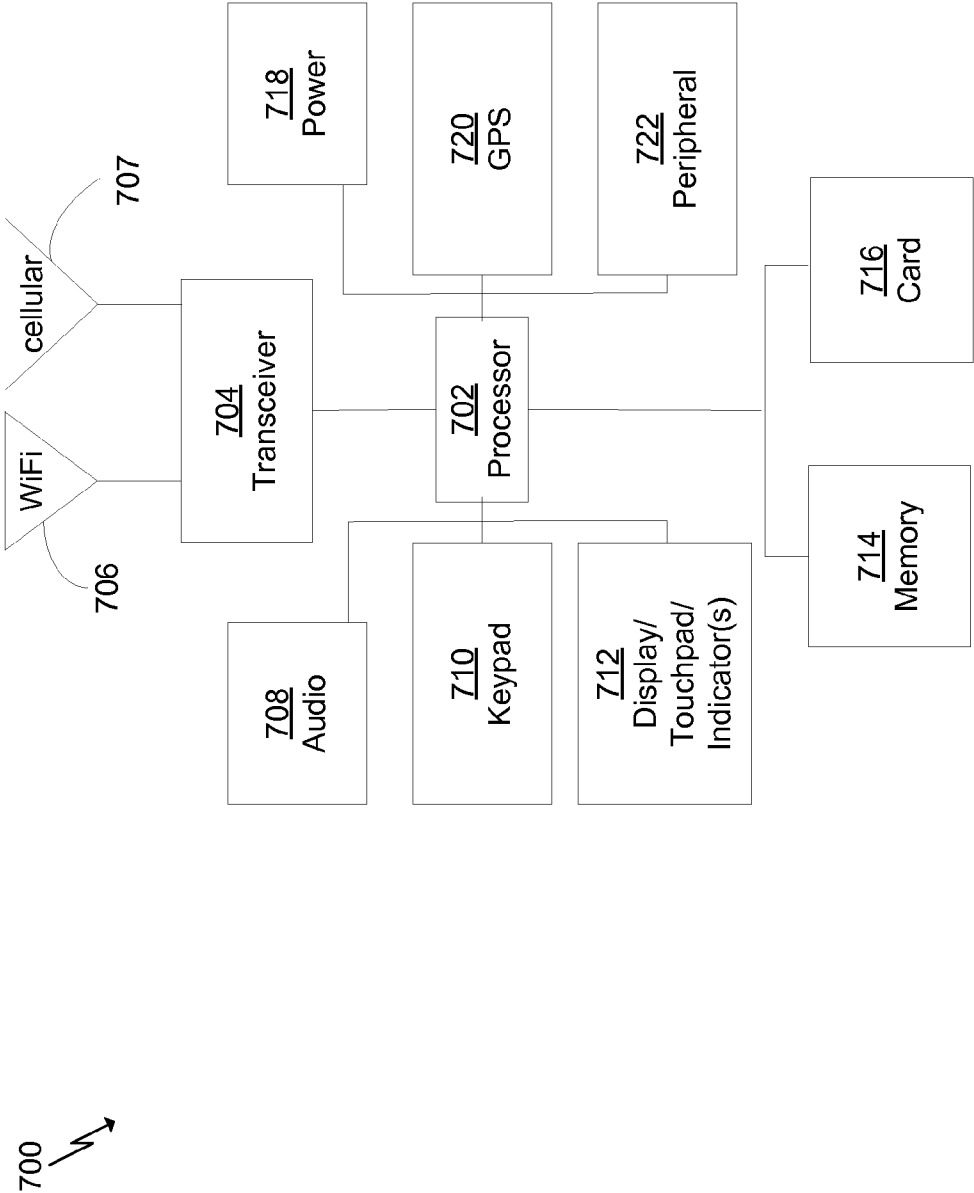 700
WiFi
706
cellular
707
704
Transceiver
718
Power
708
Audio
702
Processor
720
GPS
710
Keypad
722
Peripheral
712
Display/
Touchpad/
Indicator(s)
716
Card
714
Memory